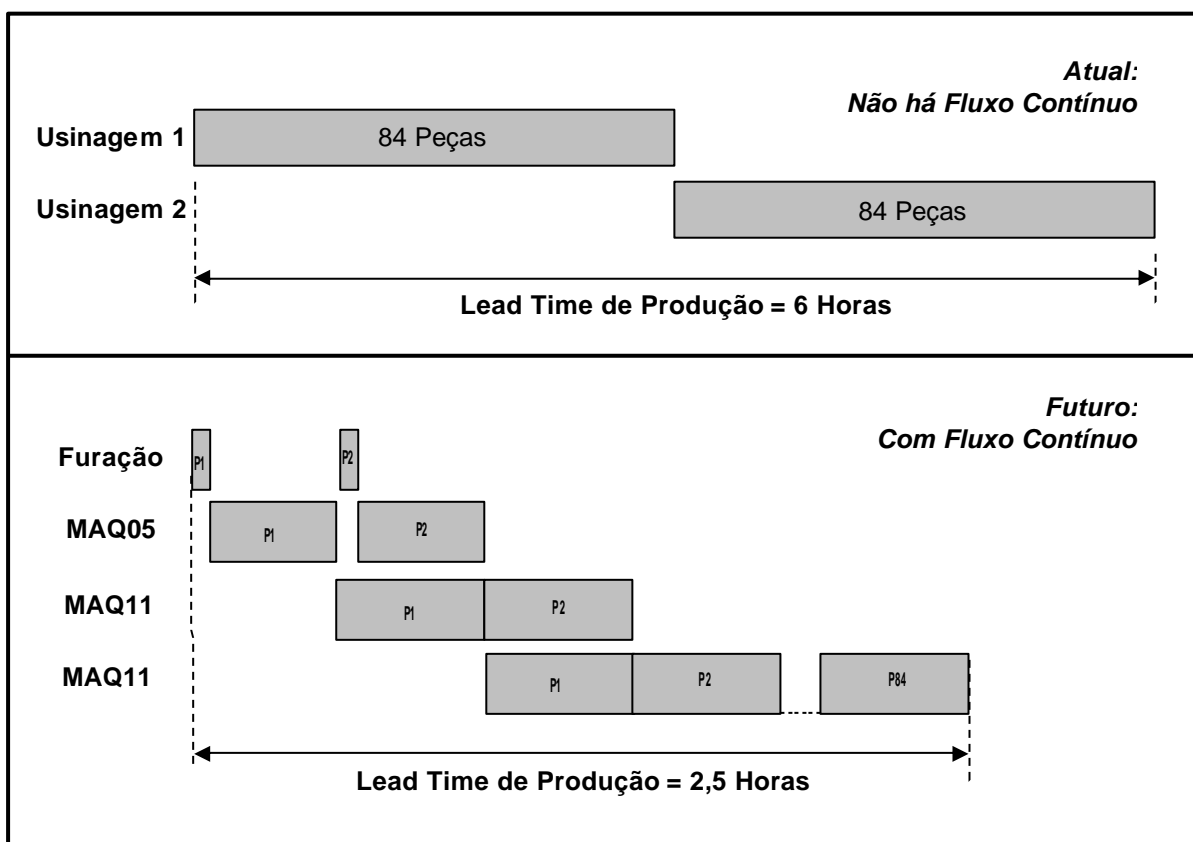 Atual:
Não há Fluxo Contínuo
Usinagem 1
84 Peças
Usinagem 2
84 Peças
Lead Time de Produção = 6 Horas
Futuro:
Com Fluxo Contínuo
Furação
P1
P2
MAQ05
P1
P2
MAQ11
P1
P2
MAQ11
P1
P2
P84
Lead Time de Produção = 2,5 Horas